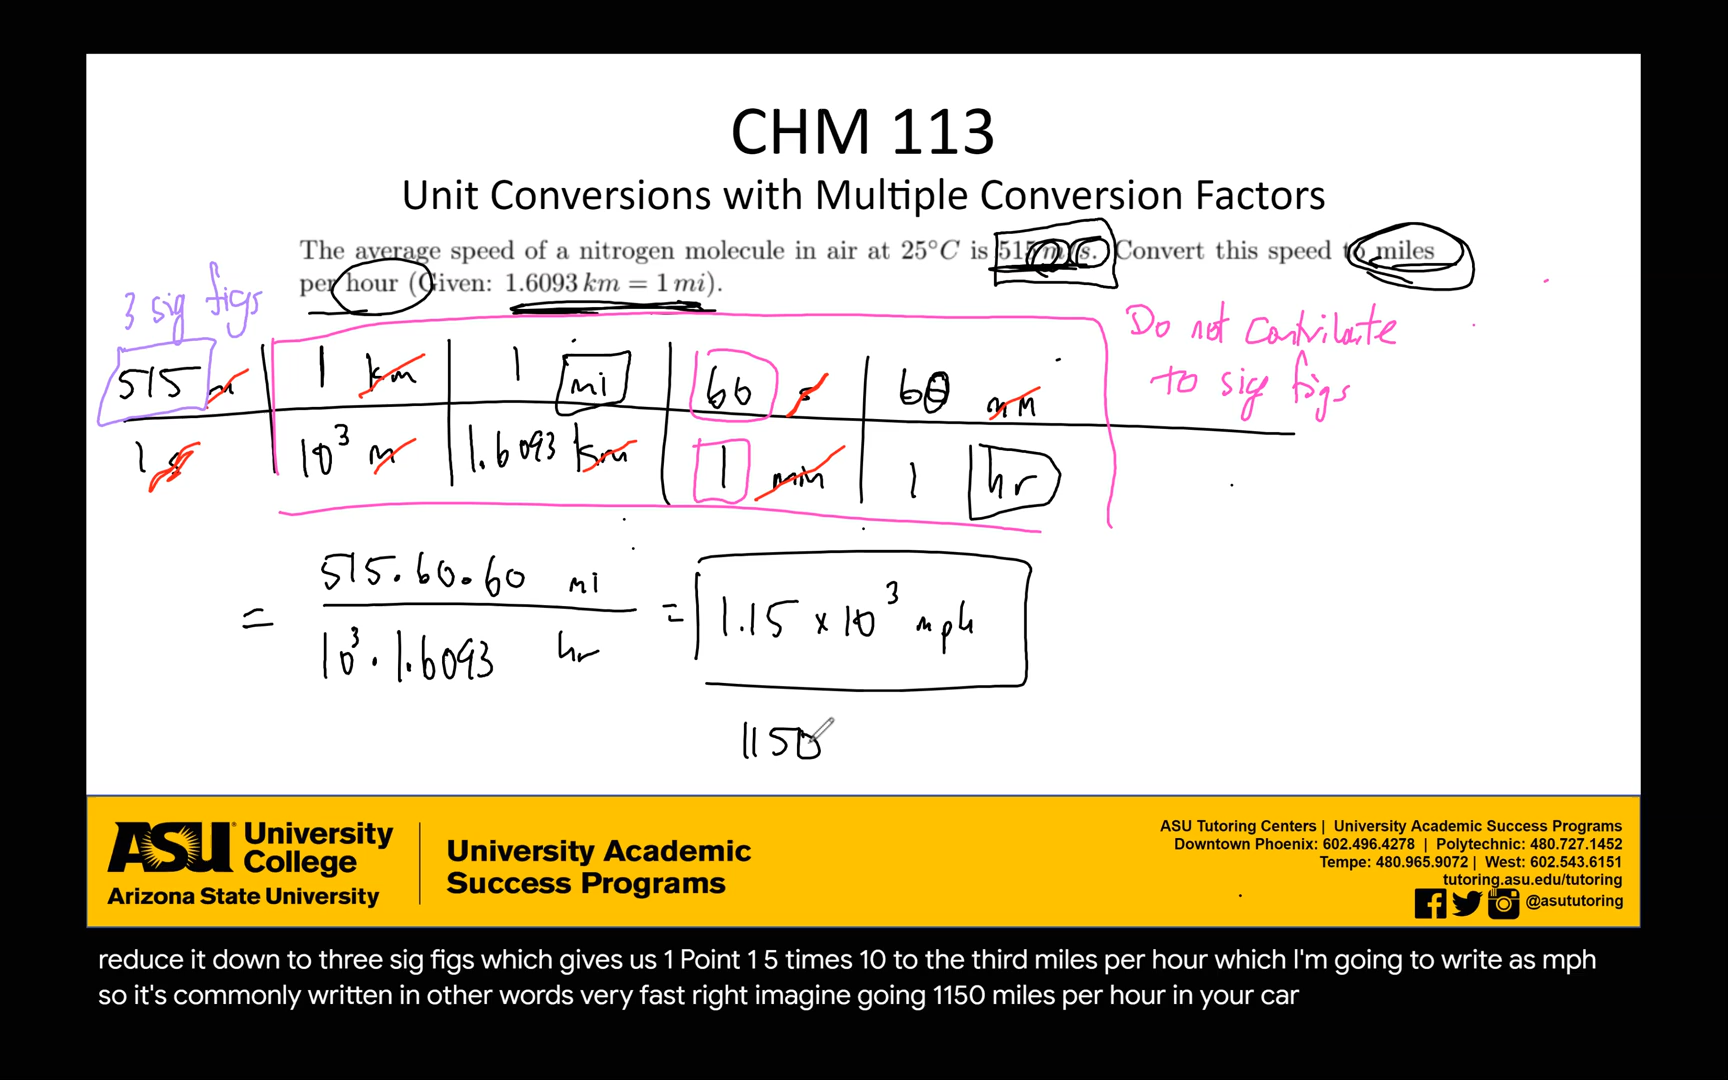 CHM 113
Unit Conversions with Multiple Conversion Factors
The average speed of a nitrogen molecule in air at 25°C is 515 m/s. Convert this speed to miles
per hour (Given: 1.6093 km = 1 mi).
3 sig figs
Do not contribute
to sig figs
515 m | 1 km | 1 mi | 60 s | 60 min
1 s | 10³ m | 1.6093 km | 1 min | 1 hr
= 515·60·60 mi / 10³·1.6093 hr = 1.15 × 10³ mph
1150
ASU University College
Arizona State University
University Academic
Success Programs
ASU Tutoring Centers | University Academic Success Programs
Downtown Phoenix: 602.496.4278 | Polytechnic: 480.727.1452
Tempe: 480.965.9072 | West: 602.543.6151
tutoring.asu.edu/tutoring
@asututoring
reduce it down to three sig figs which gives us 1 Point 1 5 times 10 to the third miles per hour which I'm going to write as mph
so it's commonly written in other words very fast right imagine going 1150 miles per hour in your car